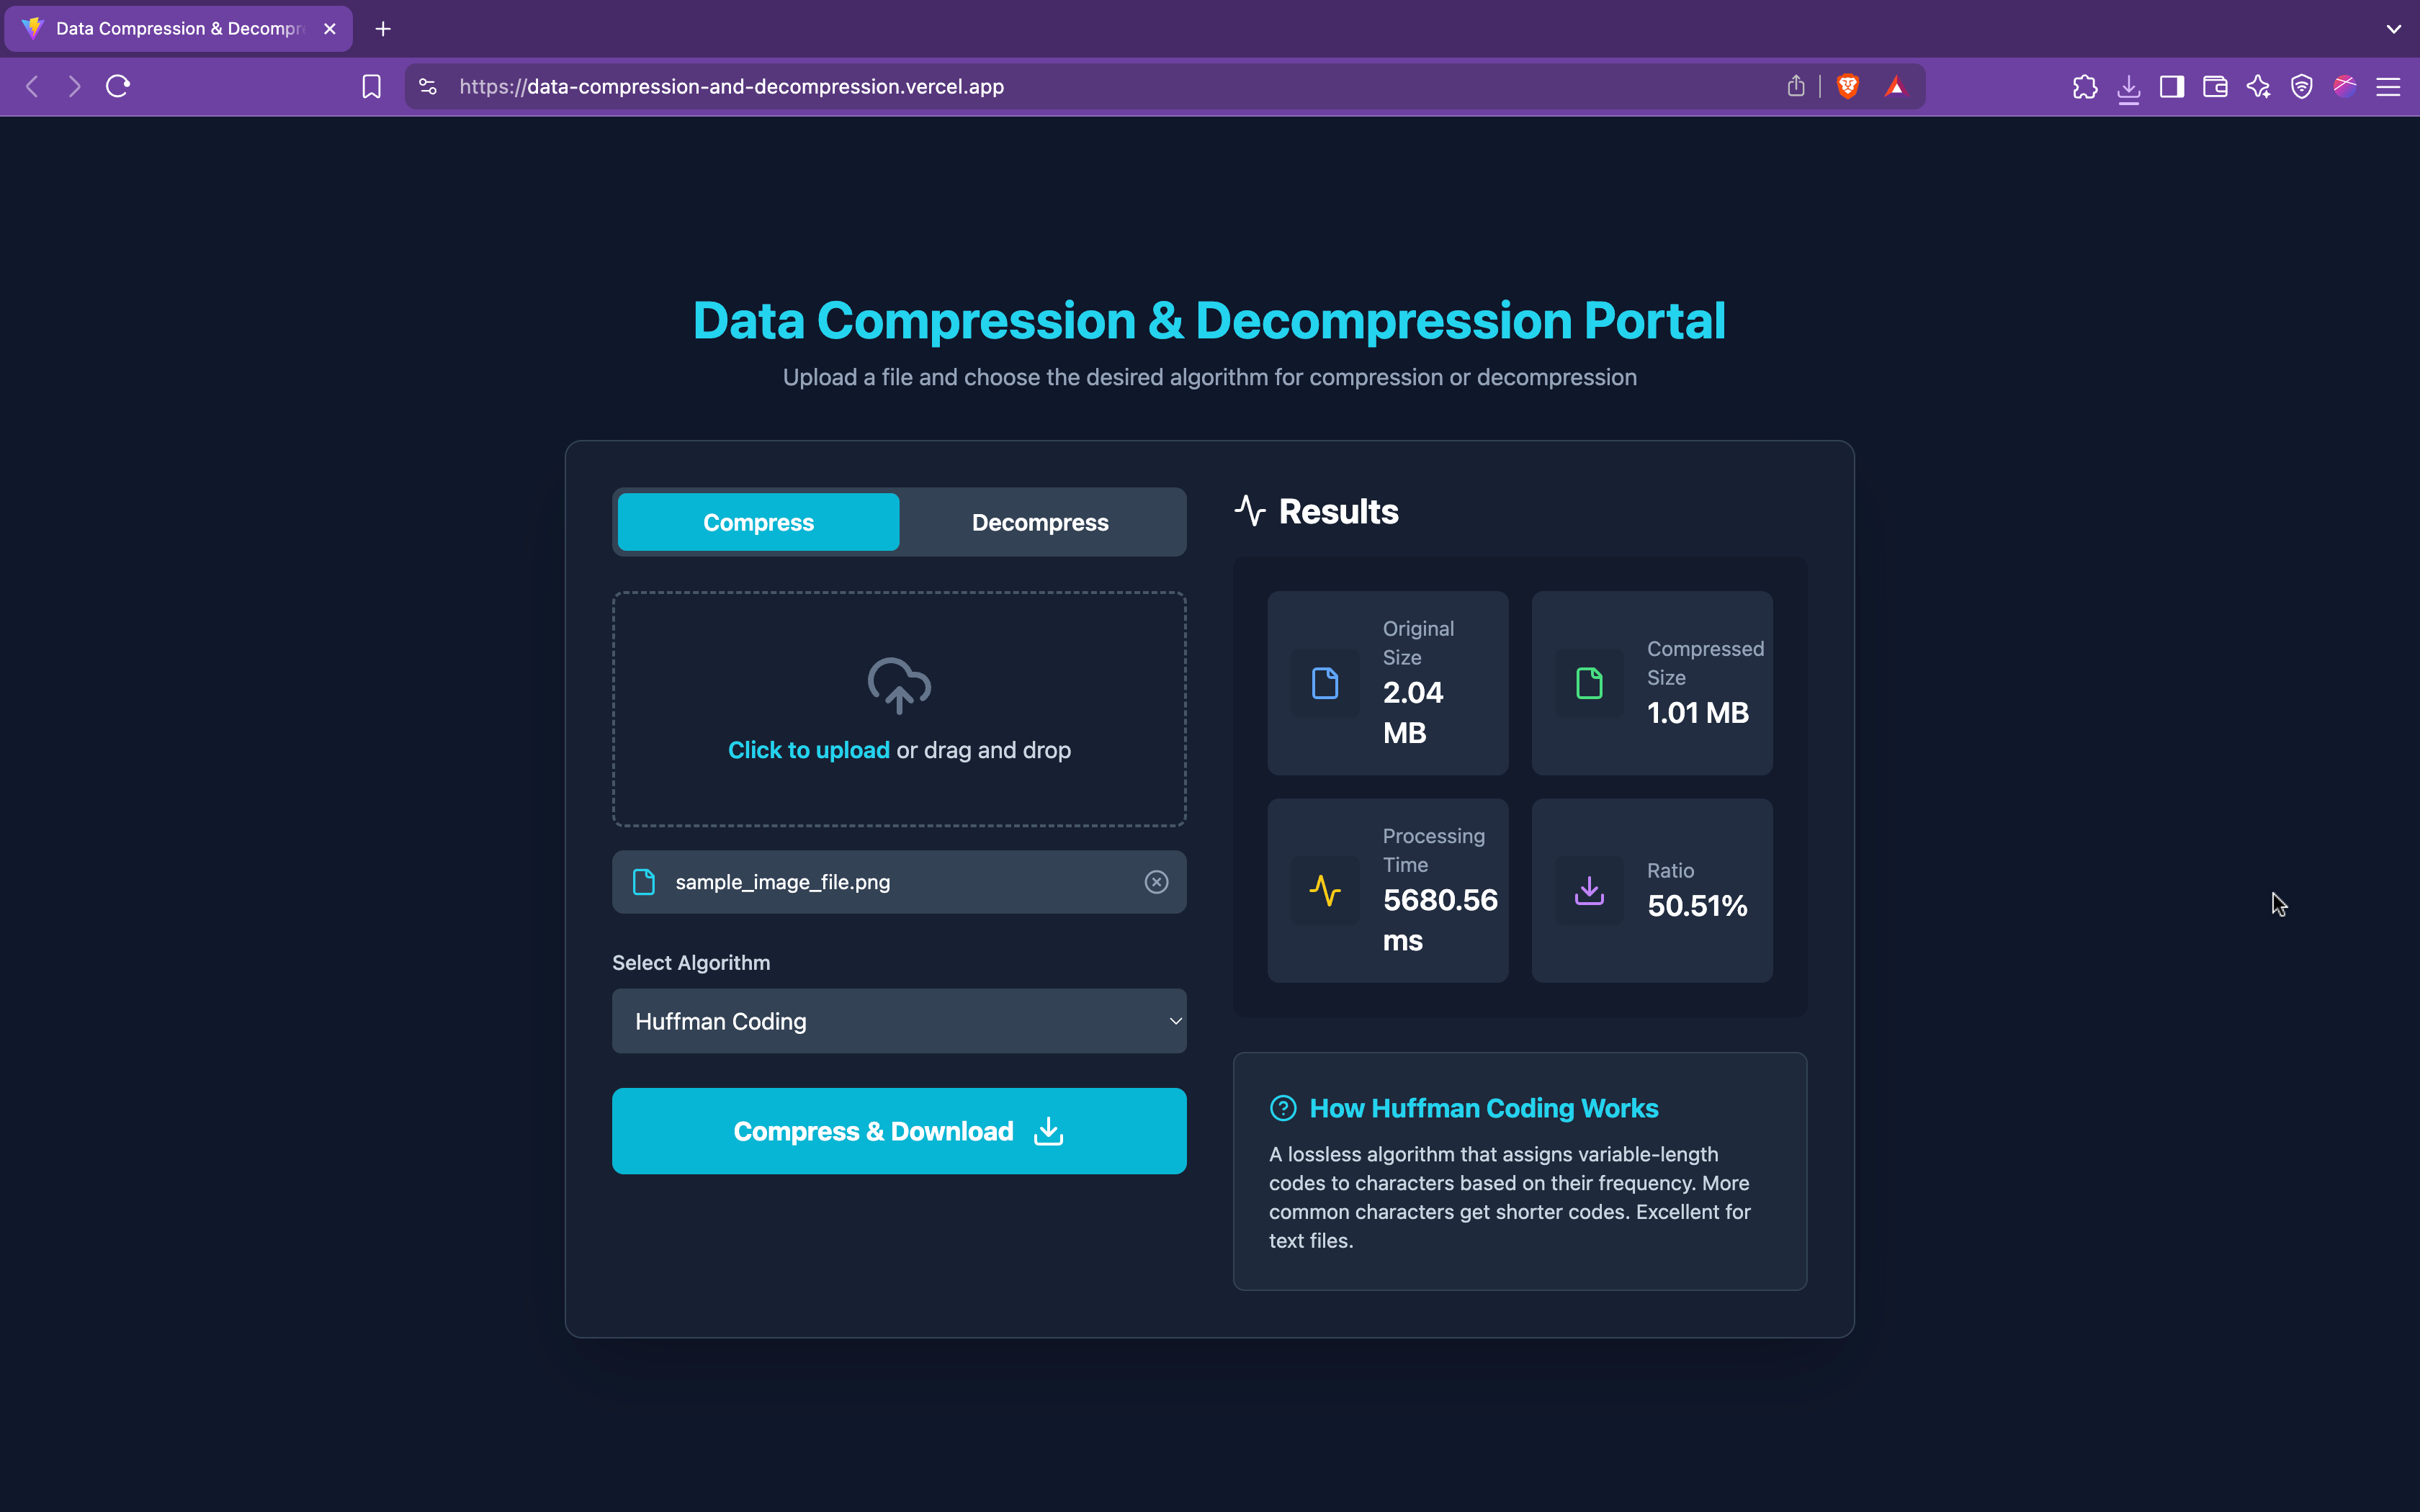 Data Compression & Decompre
https://data-compression-and-decompression.vercel.app
Data Compression & Decompression Portal
Upload a file and choose the desired algorithm for compression or decompression
Compress
Decompress
Click to upload or drag and drop
sample_image_file.png
Select Algorithm
Huffman Coding
Compress & Download
Results
Original
Size
2.04
MB
Compressed
Size
1.01 MB
Processing
Time
5680.56
ms
Ratio
50.51%
How Huffman Coding Works
A lossless algorithm that assigns variable-length
codes to characters based on their frequency. More
common characters get shorter codes. Excellent for
text files.